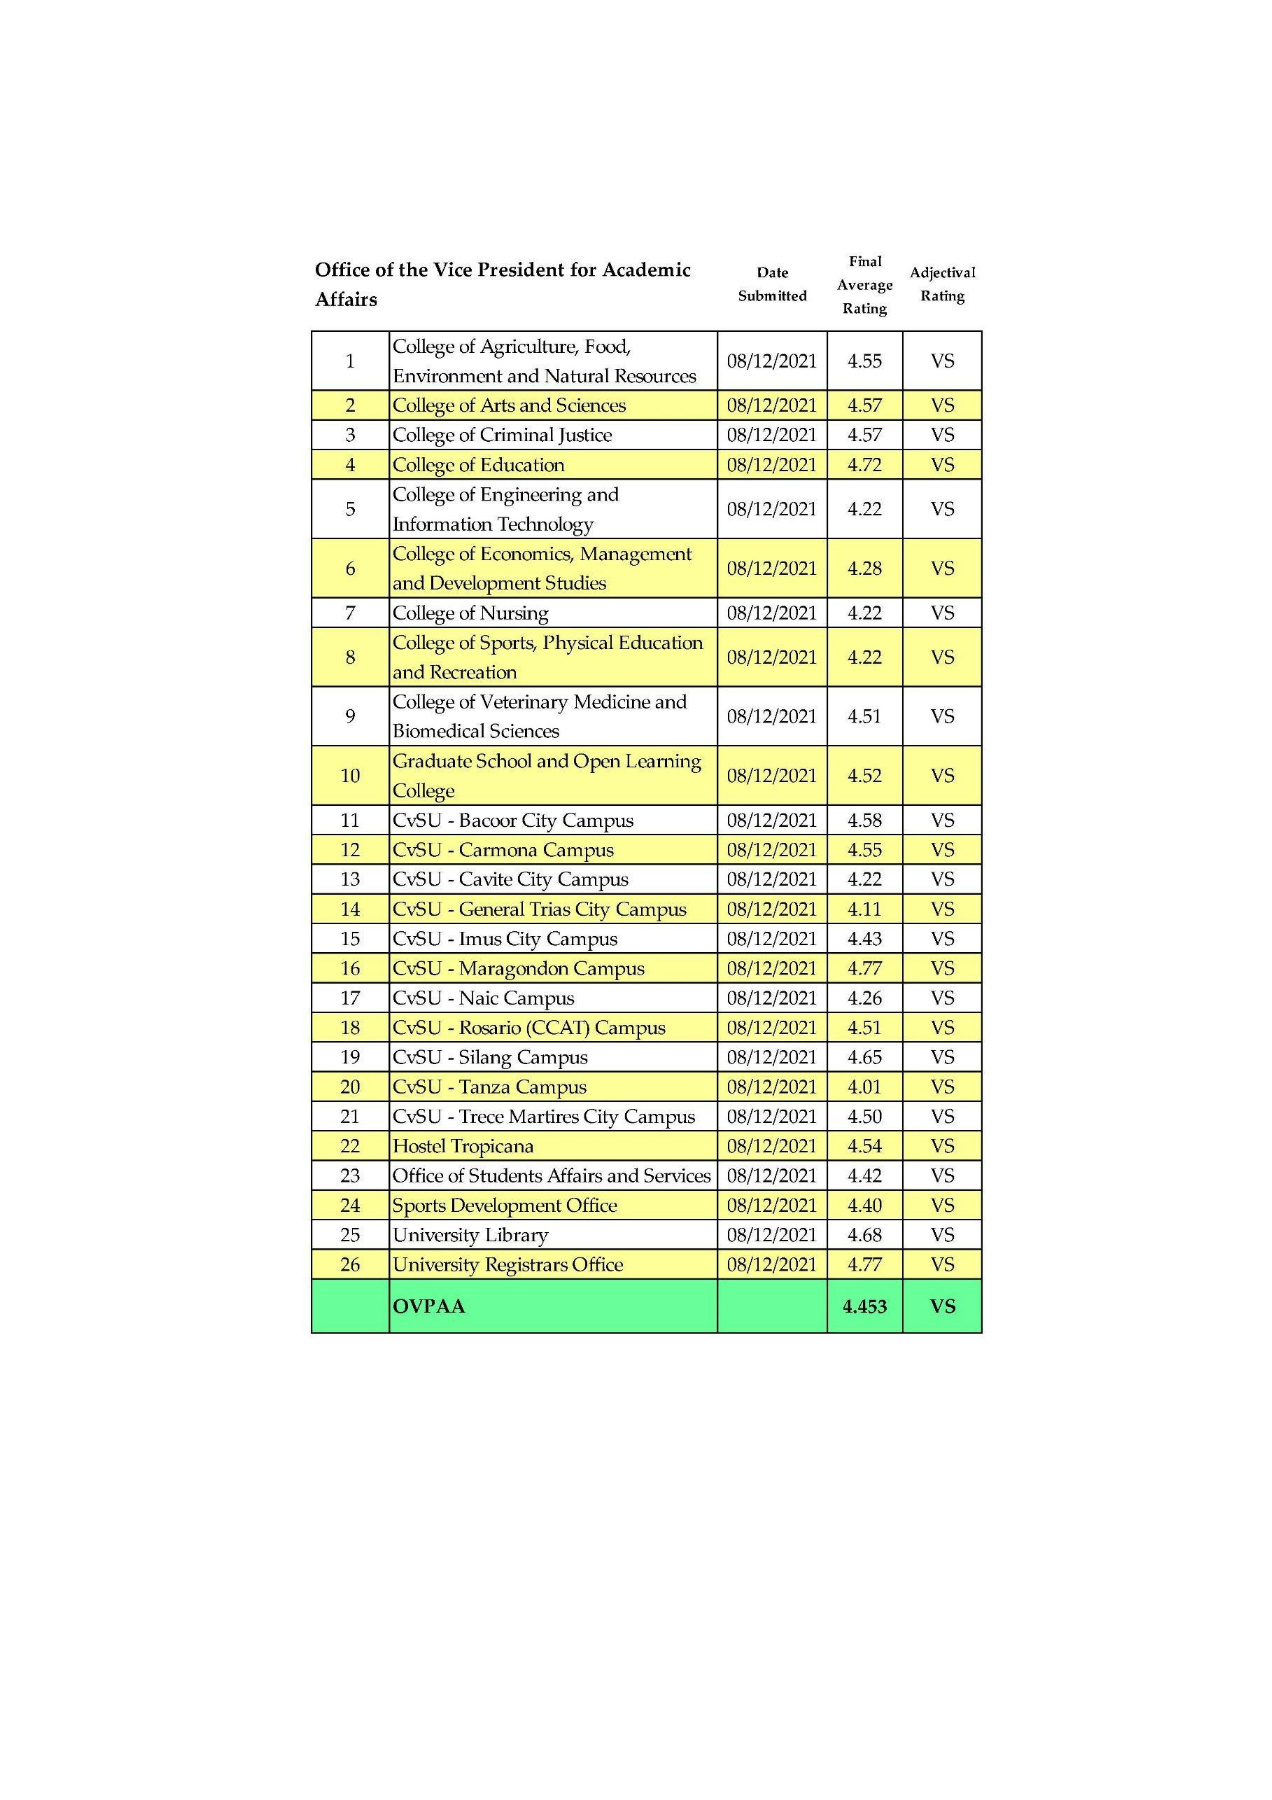 Office of the Vice President for Academic
Affairs
Date
Submitted
Final
Average
Rating
Adjectival
Rating
1 College of Agriculture, Food,
Environment and Natural Resources 08/12/2021 4.55 VS
2 College of Arts and Sciences 08/12/2021 4.57 VS
3 College of Criminal Justice 08/12/2021 4.57 VS
4 College of Education 08/12/2021 4.72 VS
5 College of Engineering and
Information Technology 08/12/2021 4.22 VS
6 College of Economics, Management
and Development Studies 08/12/2021 4.28 VS
7 College of Nursing 08/12/2021 4.22 VS
8 College of Sports, Physical Education
and Recreation 08/12/2021 4.22 VS
9 College of Veterinary Medicine and
Biomedical Sciences 08/12/2021 4.51 VS
10 Graduate School and Open Learning
College 08/12/2021 4.52 VS
11 CvSU - Bacoor City Campus 08/12/2021 4.58 VS
12 CvSU - Carmona Campus 08/12/2021 4.55 VS
13 CvSU - Cavite City Campus 08/12/2021 4.22 VS
14 CvSU - General Trias City Campus 08/12/2021 4.11 VS
15 CvSU - Imus City Campus 08/12/2021 4.43 VS
16 CvSU - Maragondon Campus 08/12/2021 4.77 VS
17 CvSU - Naic Campus 08/12/2021 4.26 VS
18 CvSU - Rosario (CCAT) Campus 08/12/2021 4.51 VS
19 CvSU - Silang Campus 08/12/2021 4.65 VS
20 CvSU - Tanza Campus 08/12/2021 4.01 VS
21 CvSU - Trece Martires City Campus 08/12/2021 4.50 VS
22 Hostel Tropicana 08/12/2021 4.54 VS
23 Office of Students Affairs and Services 08/12/2021 4.42 VS
24 Sports Development Office 08/12/2021 4.40 VS
25 University Library 08/12/2021 4.68 VS
26 University Registrars Office 08/12/2021 4.77 VS
OVPAA 4.453 VS